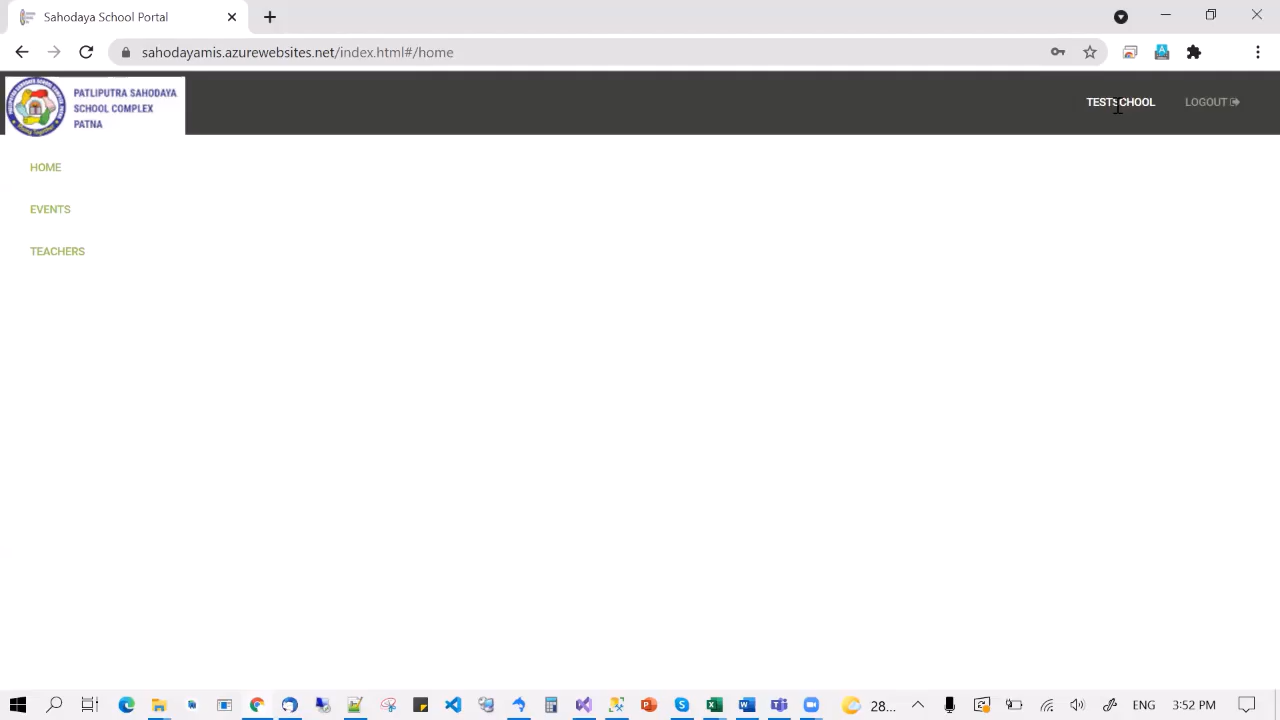 Sahodaya School Portal
sahodayamis.azurewebsites.net/index.html#/home
PATLIPUTRA SAHODAYA
SCHOOL COMPLEX
PATNA
TESTSCHOOL
LOGOUT
HOME
EVENTS
TEACHERS
28...
ENG
3:52 PM